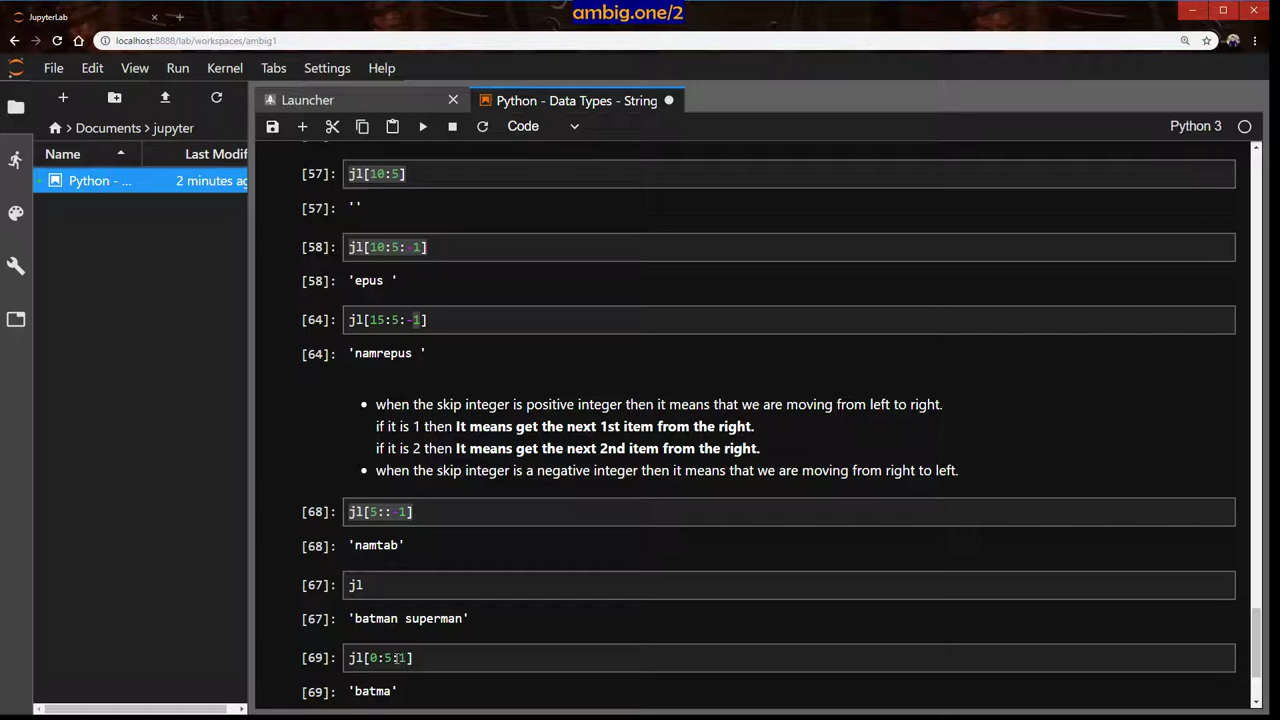 ambig.one/2
JupyterLab
localhost:8888/lab/workspaces/ambig1
File Edit View Run Kernel Tabs Settings Help
Launcher
Python - Data Types - String
Code
Python 3
Documents jupyter
Name Last Modif
Python - ... 2 minutes ag
[57]: jl[10:5]
[57]: ''
[58]: jl[10:5:-1]
[58]: 'epus '
[64]: jl[15:5:-1]
[64]: 'namrepus '
• when the skip integer is positive integer then it means that we are moving from left to right.
if it is 1 then It means get the next 1st item from the right.
if it is 2 then It means get the next 2nd item from the right.
• when the skip integer is a negative integer then it means that we are moving from right to left.
[68]: jl[5::-1]
[68]: 'namtab'
[67]: jl
[67]: 'batman superman'
[69]: jl[0:5:1]
[69]: 'batma'